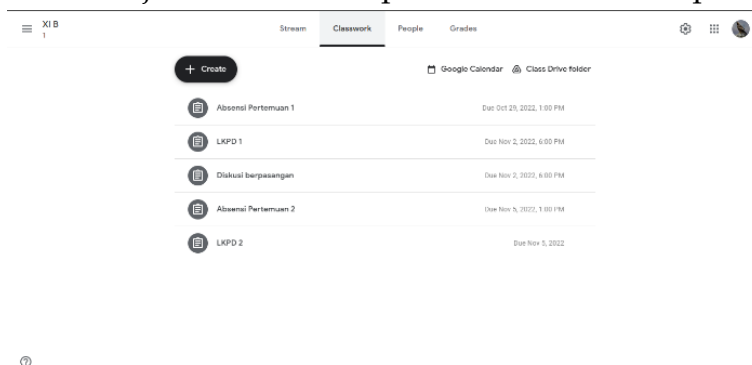 XI B
1
Stream Classwork People Grades
+ Create
Google Calendar Class Drive folder
Absensi Pertemuan 1 Due Oct 29, 2022, 1:00 PM
LKPD 1 Due Nov 2, 2022, 6:00 PM
Diskusi berpasangan Due Nov 2, 2022, 6:00 PM
Absensi Pertemuan 2 Due Nov 5, 2022, 1:00 PM
LKPD 2 Due Nov 5, 2022